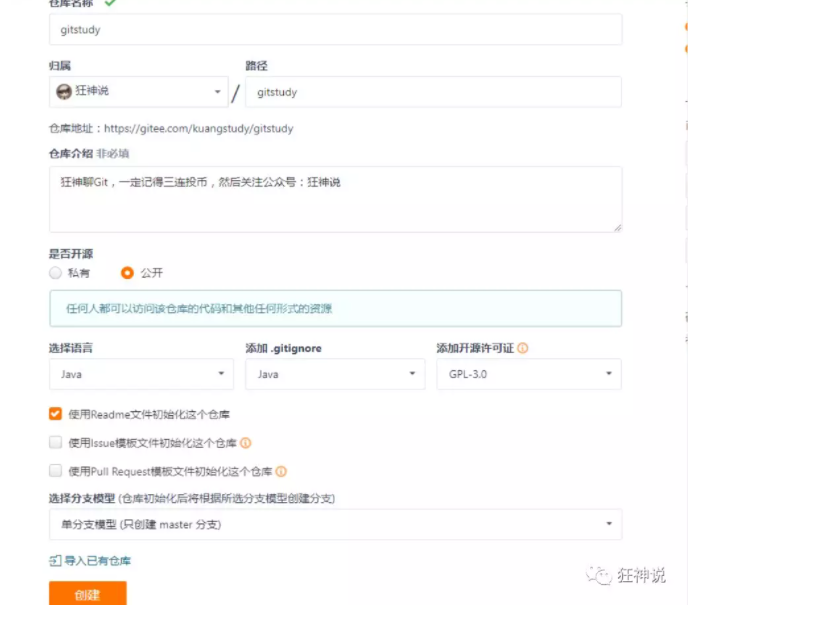 仓库名称
gitstudy
归属 路径
狂神说 / gitstudy
仓库地址：https://gitee.com/kuangstudy/gitstudy
仓库介绍 非必填
狂神聊Git，一定记得三连投币，然后关注公众号：狂神说
是否开源
私有 公开
任何人都可以访问该仓库的代码和其他任何形式的资源
选择语言 添加 .gitignore 添加开源许可证
Java Java GPL-3.0
使用Readme文件初始化这个仓库
使用Issue模板文件初始化这个仓库
使用Pull Request模板文件初始化这个仓库
选择分支模型 (仓库初始化后将根据所选分支模型创建分支)
单分支模型 (只创建 master 分支)
导入已有仓库
狂神说
创建